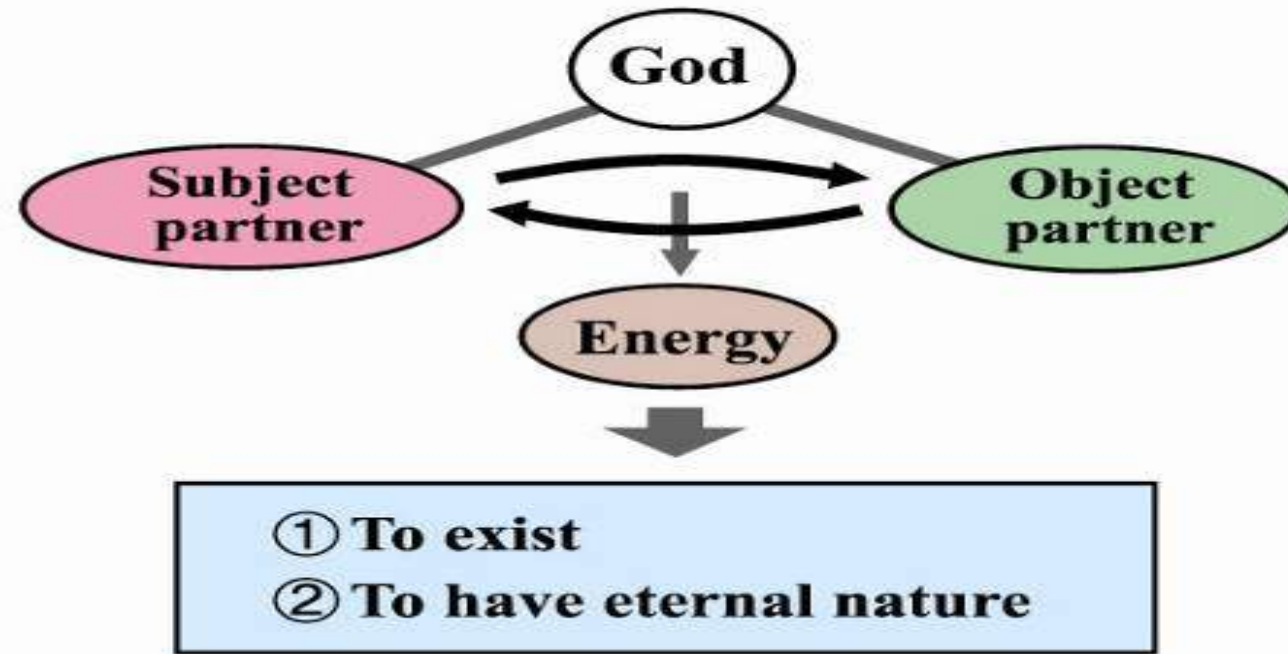 God
Subject
partner
Object
partner
Energy
① To exist
② To have eternal nature